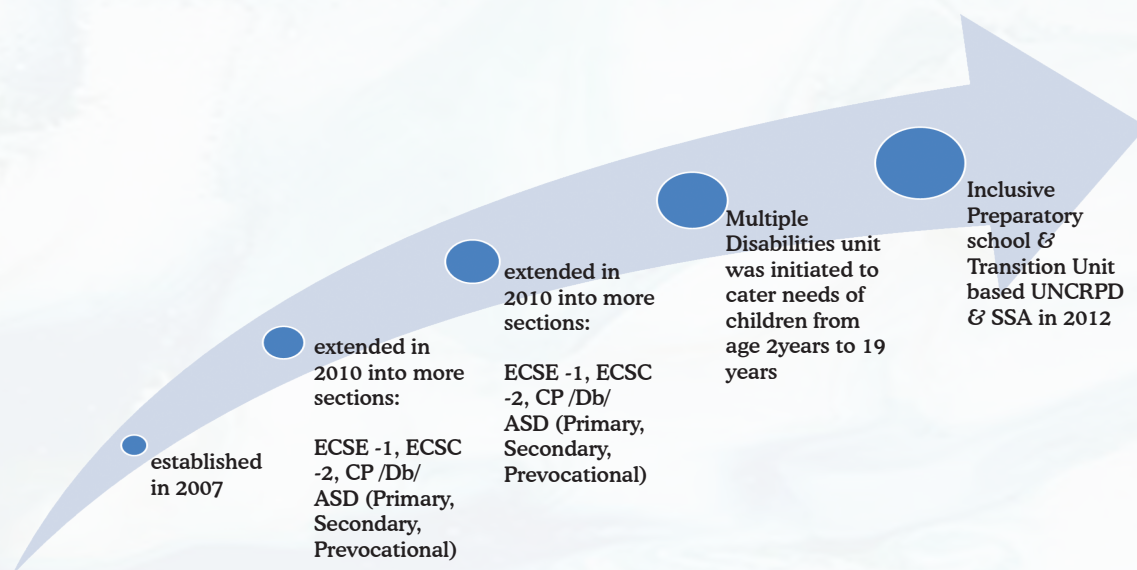 established
in 2007
extended in
2010 into more
sections:
ECSE -1, ECSC
-2, CP /Db/
ASD (Primary,
Secondary,
Prevocational)
extended in
2010 into more
sections:
ECSE -1, ECSC
-2, CP /Db/
ASD (Primary,
Secondary,
Prevocational)
Multiple
Disabilities unit
was initiated to
cater needs of
children from
age 2years to 19
years
Inclusive
Preparatory
school &
Transition Unit
based UNCRPD
& SSA in 2012